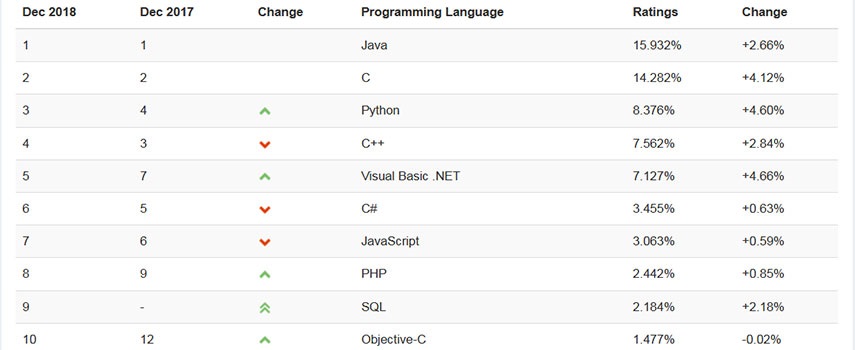 Dec 2018 Dec 2017 Change Programming Language Ratings Change
1 1 Java 15.932% +2.66%
2 2 C 14.282% +4.12%
3 4 Python 8.376% +4.60%
4 3 C++ 7.562% +2.84%
5 7 Visual Basic .NET 7.127% +4.66%
6 5 C# 3.455% +0.63%
7 6 JavaScript 3.063% +0.59%
8 9 PHP 2.442% +0.85%
9 - SQL 2.184% +2.18%
10 12 Objective-C 1.477% -0.02%